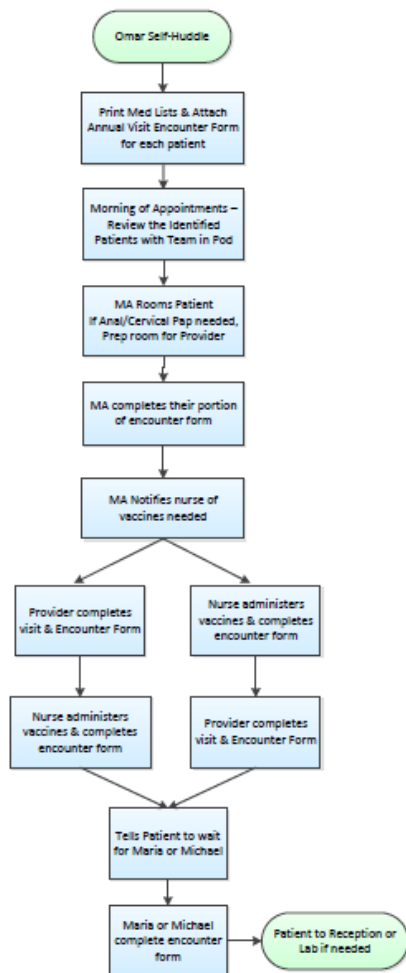 Omar Self-Huddle
Print Med Lists & Attach
Annual Visit Encounter Form
for each patient
Morning of Appointments –
Review the Identified
Patients with Team in Pod
MA Rooms Patient
If Anal/Cervical Pap needed,
Prep room for Provider
MA completes their portion
of encounter form
MA Notifies nurse of
vaccines needed
Provider completes
visit & Encounter Form
Nurse administers
vaccines & completes
encounter form
Nurse administers
vaccines & completes
encounter form
Provider completes
visit & Encounter Form
Tells Patient to wait
for Maria or Michael
Maria or Michael
complete encounter
form
Patient to Reception or
Lab if needed